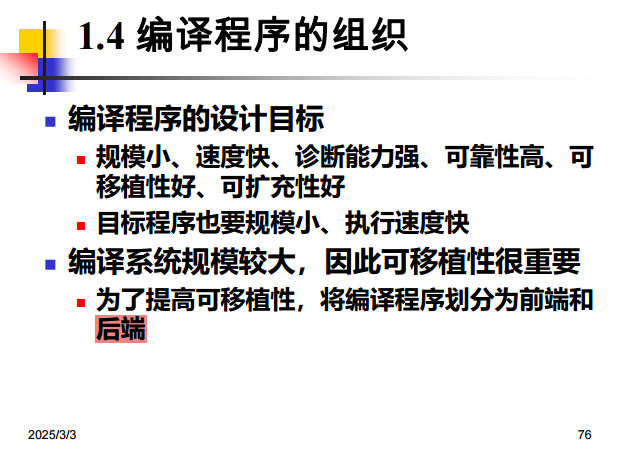 1.4 编译程序的组织
编译程序的设计目标
规模小、速度快、诊断能力强、可靠性高、可
移植性好、可扩充性好
目标程序也要规模小、执行速度快
编译系统规模较大，因此可移植性很重要
为了提高可移植性，将编译程序划分为前端和
后端
2025/3/3
76